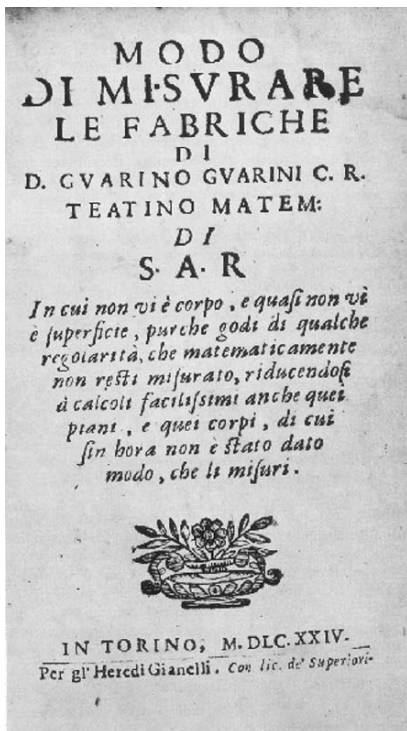 MODO
DI MI·SVRARE
LE FABRICHE
DI
D. GVARINO GVARINI C. R.
TEATINO MATEM:
DI
S. A. R
In cui non vi è corpo, e quaſi non vi
è ſuperficie, purche godi di qualche
regolarità, che matematicamente
non reſti miſurato, riducendoſi
à calcoli faciliſsimi anche quei
piani, e quei corpi, di cui
ſin hora non è ſtato dato
modo, che li miſuri.
IN TORINO, M. DLC. XXIV.
Per gl' Heredi Gianelli. Con lic. de' Superiori.